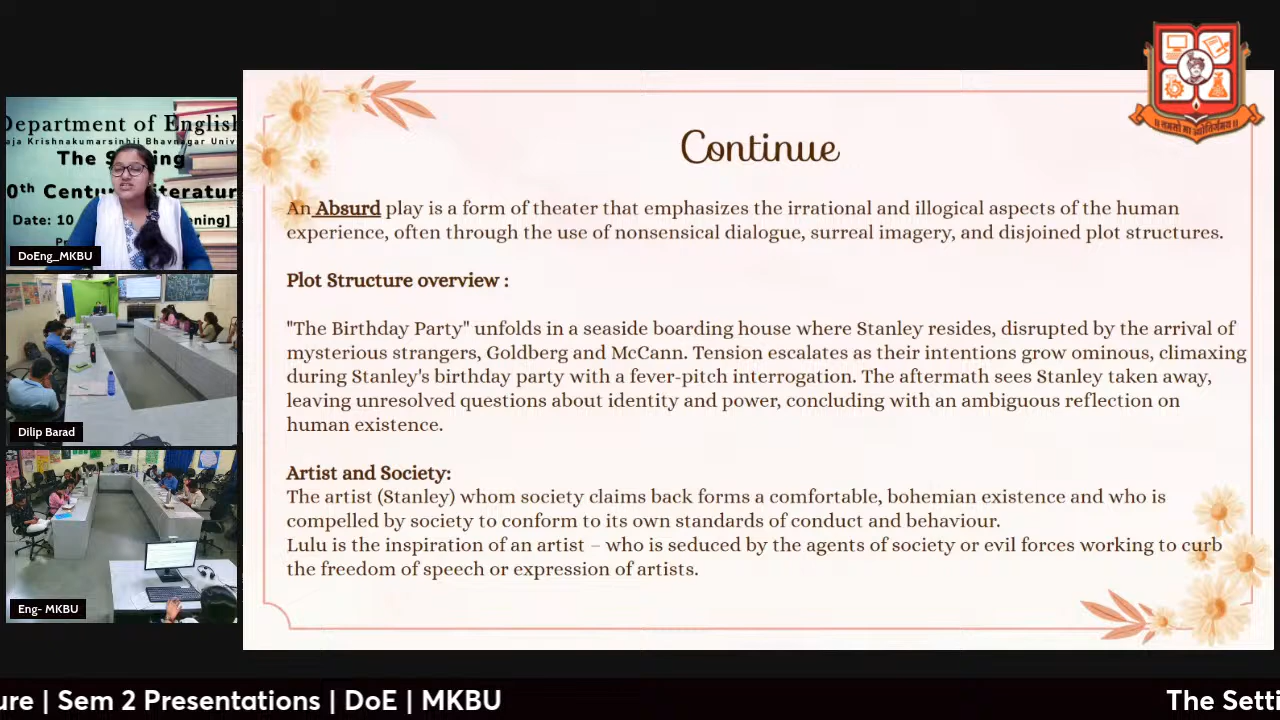 Department of English
aja Krishnakumarsinhji Bhavnagar Univ
The S ing
0th Century Literatur
Date: 10 ening]
DoEng_MKBU
Dilip Barad
Eng- MKBU
Continue
An Absurd play is a form of theater that emphasizes the irrational and illogical aspects of the human
experience, often through the use of nonsensical dialogue, surreal imagery, and disjoined plot structures.
Plot Structure overview :
"The Birthday Party" unfolds in a seaside boarding house where Stanley resides, disrupted by the arrival of
mysterious strangers, Goldberg and McCann. Tension escalates as their intentions grow ominous, climaxing
during Stanley's birthday party with a fever-pitch interrogation. The aftermath sees Stanley taken away,
leaving unresolved questions about identity and power, concluding with an ambiguous reflection on
human existence.
Artist and Society:
The artist (Stanley) whom society claims back forms a comfortable, bohemian existence and who is
compelled by society to conform to its own standards of conduct and behaviour.
Lulu is the inspiration of an artist – who is seduced by the agents of society or evil forces working to curb
the freedom of speech or expression of artists.
ure | Sem 2 Presentations | DoE | MKBU
The Setti